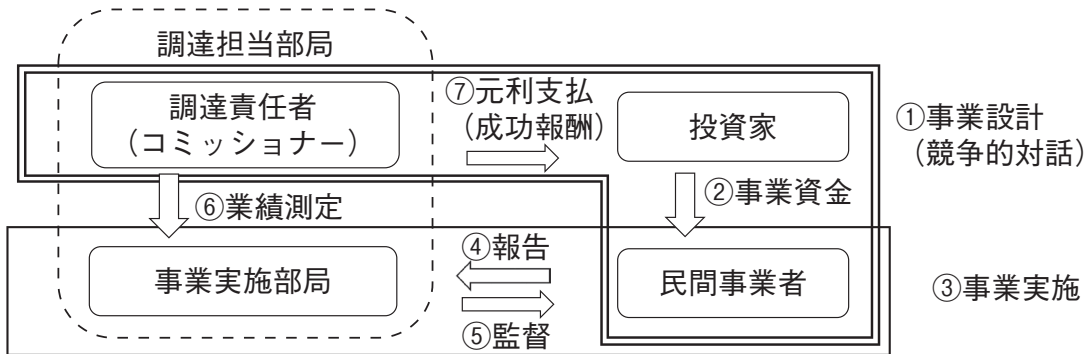 調達担当部局
調達責任者
（コミッショナー）
⑦元利支払
（成功報酬）
投資家
①事業設計
（競争的対話）
⑥業績測定
②事業資金
事業実施部局
④報告
⑤監督
民間事業者
③事業実施